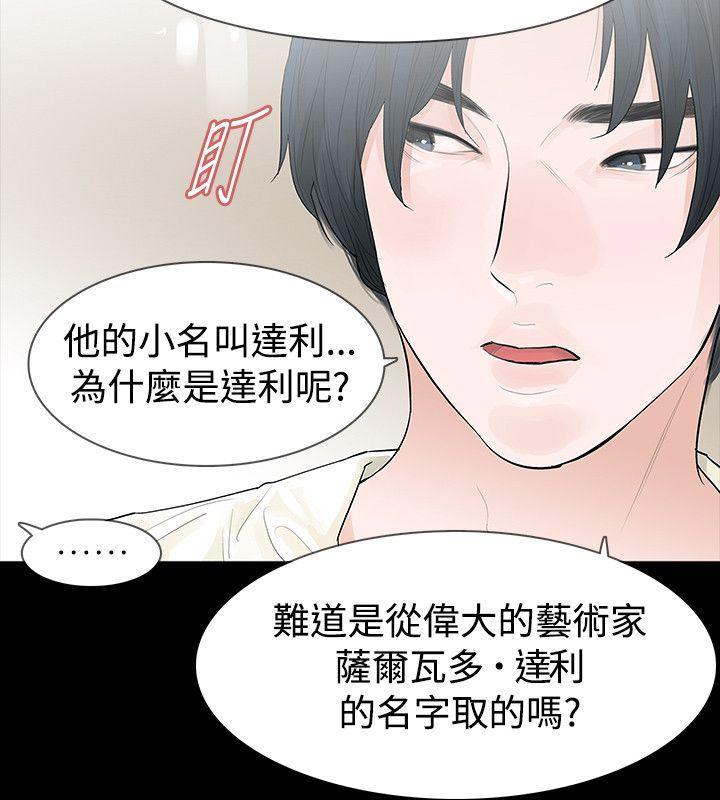 盯
他的小名叫達利...
為什麼是達利呢?
......
難道是從偉大的藝術家
薩爾瓦多·達利
的名字取的嗎?